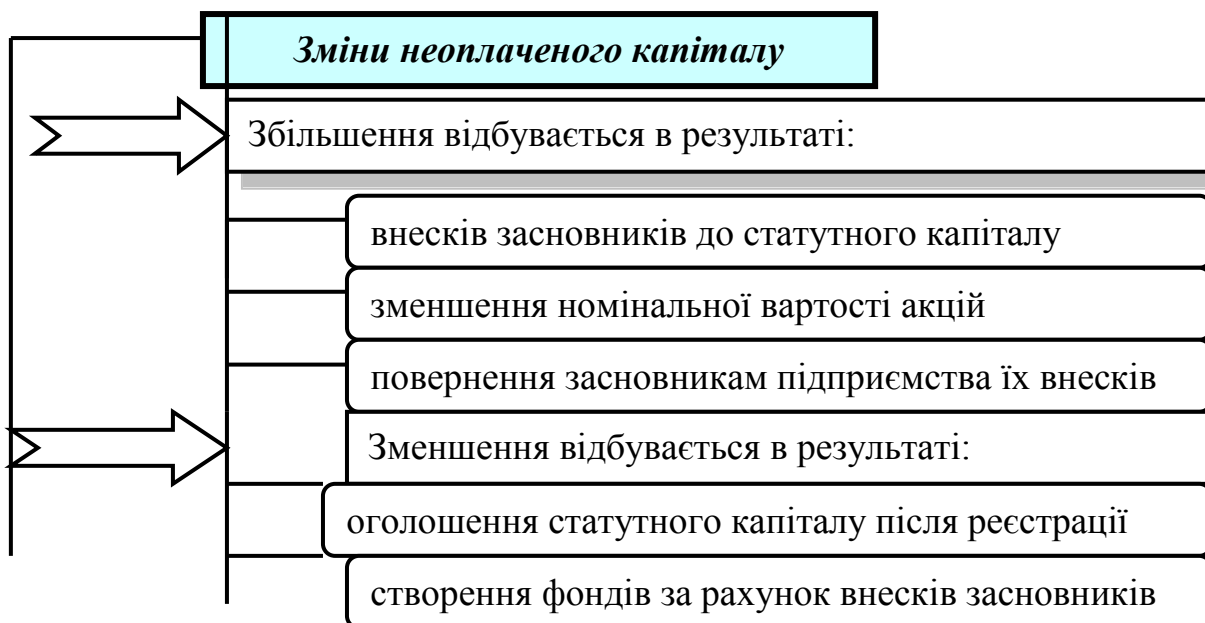 Зміни неоплаченого капіталу
Збільшення відбувається в результаті:
внесків засновників до статутного капіталу
зменшення номінальної вартості акцій
повернення засновникам підприємства їх внесків
Зменшення відбувається в результаті:
оголошення статутного капіталу після реєстрації
створення фондів за рахунок внесків засновників